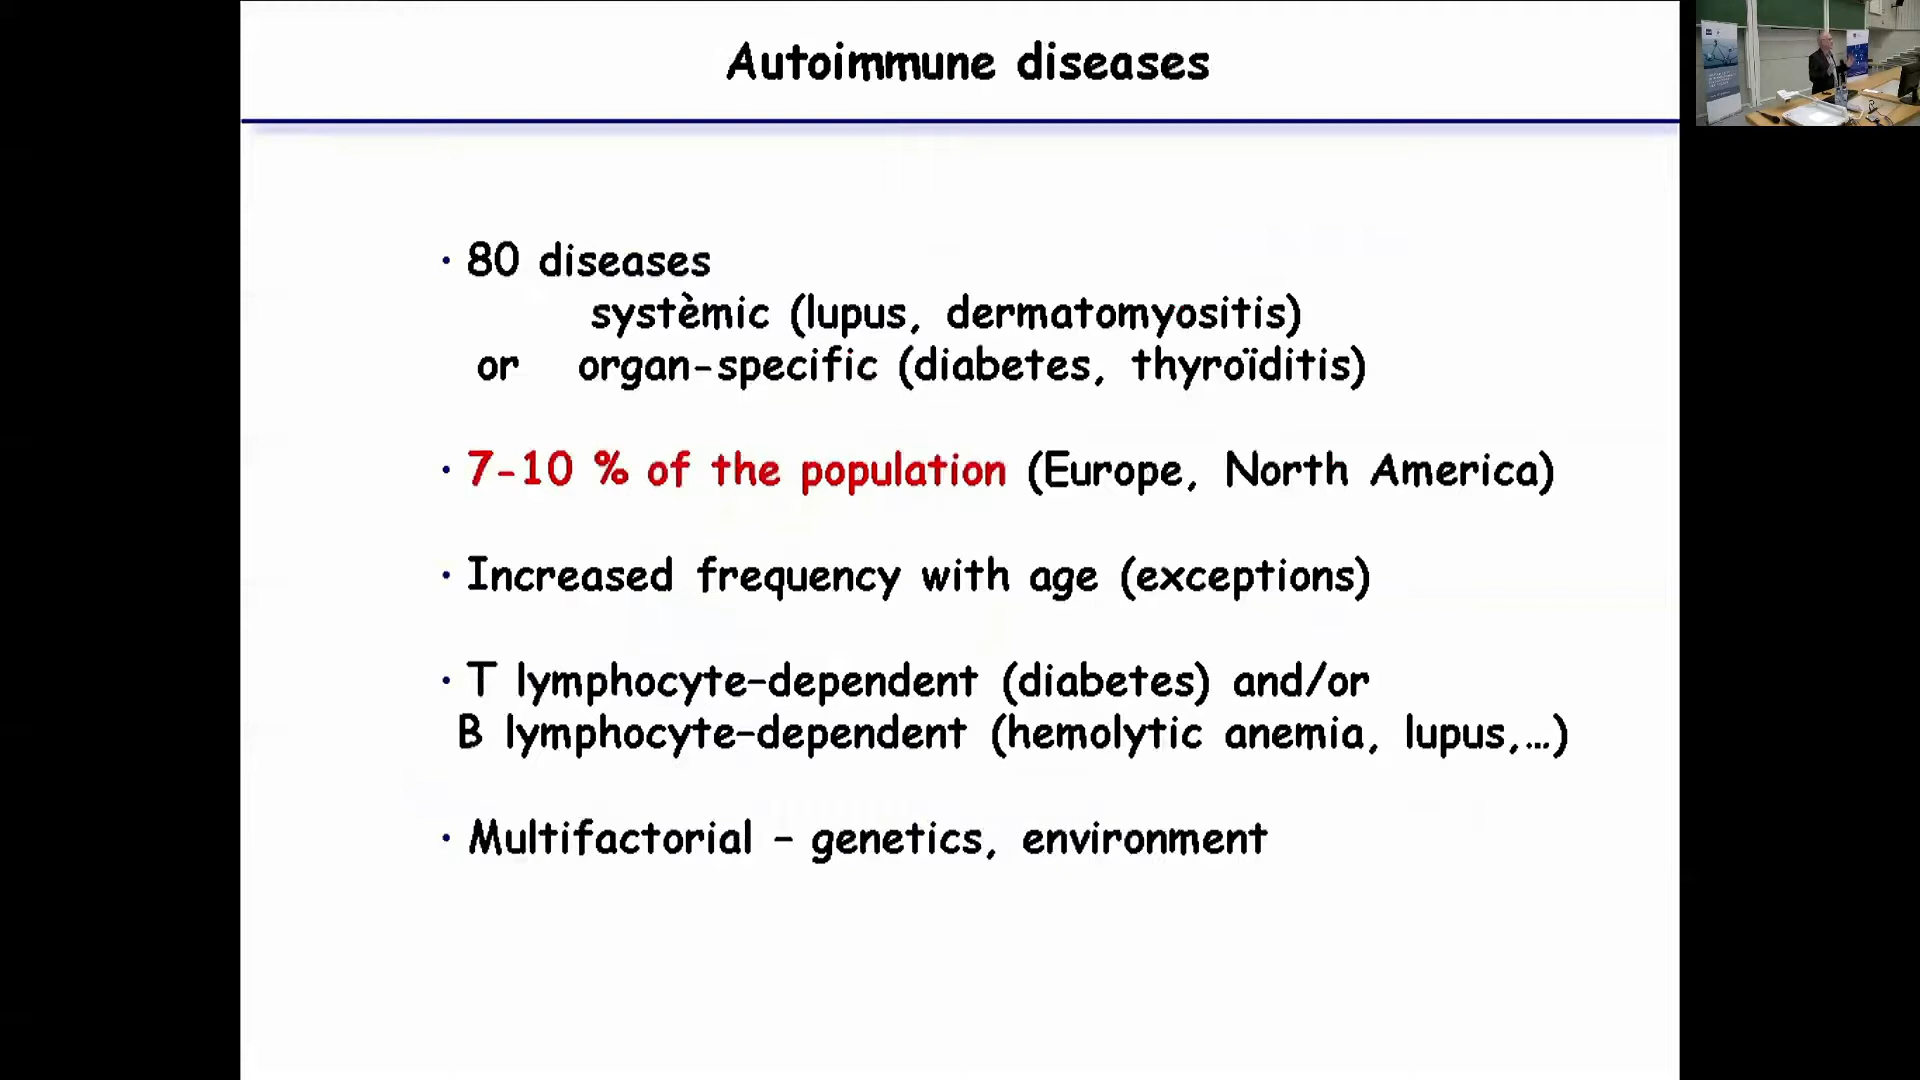 Autoimmune diseases
· 80 diseases
systèmic (lupus, dermatomyositis)
or organ-specific (diabetes, thyroïditis)
· 7-10 % of the population (Europe, North America)
· Increased frequency with age (exceptions)
· T lymphocyte-dependent (diabetes) and/or
B lymphocyte-dependent (hemolytic anemia, lupus,…)
· Multifactorial - genetics, environment